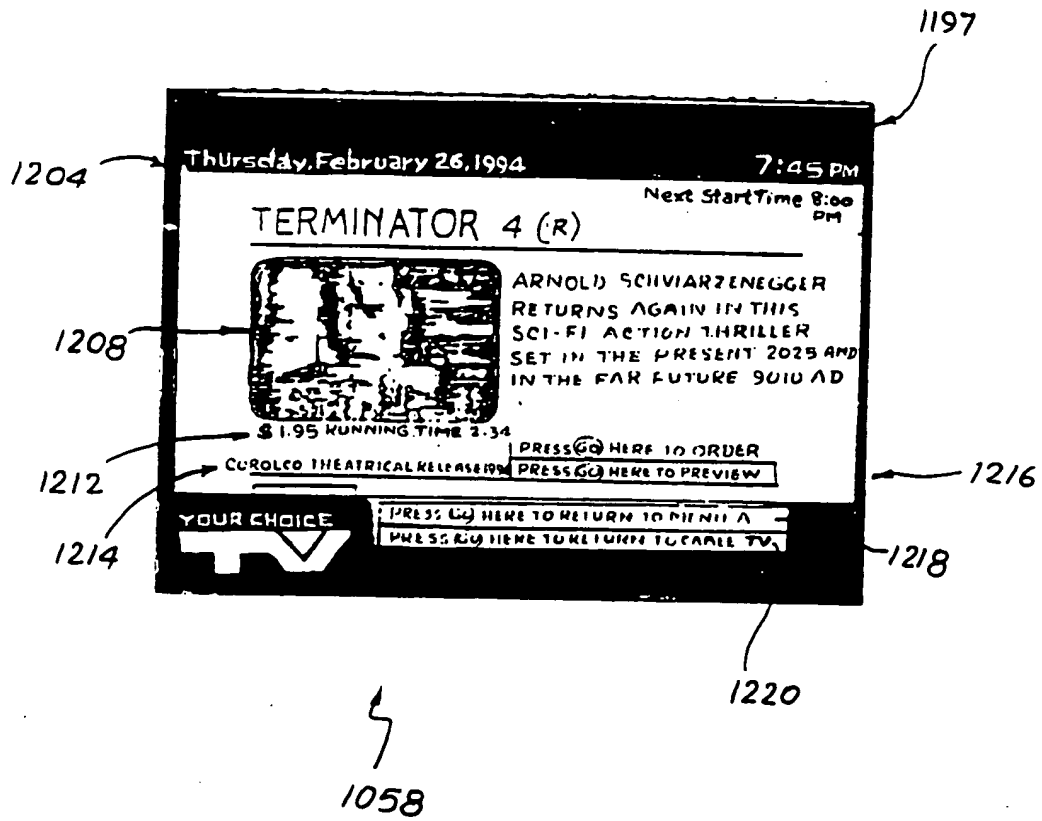 1197
Thursday, February 26, 1994 7:45 PM
1204
Next Start Time 8:00 PM
TERMINATOR 4 (R)
ARNOLD SCHWARZENEGGER
RETURNS AGAIN IN THIS
SCI-FI ACTION THRILLER
SET IN THE PRESENT 2025 AND
IN THE FAR FUTURE 9010 AD
1208
$1.95 RUNNING TIME 2:34
PRESS GO HERE TO ORDER
1212
COROLCO THEATRICAL RELEASE 1994
PRESS GO HERE TO PREVIEW
1216
1214
YOUR CHOICE
TV
PRESS GO HERE TO RETURN TO MENU A
PRESS GO HERE TO RETURN TO CABLE TV
1218
1220
1058